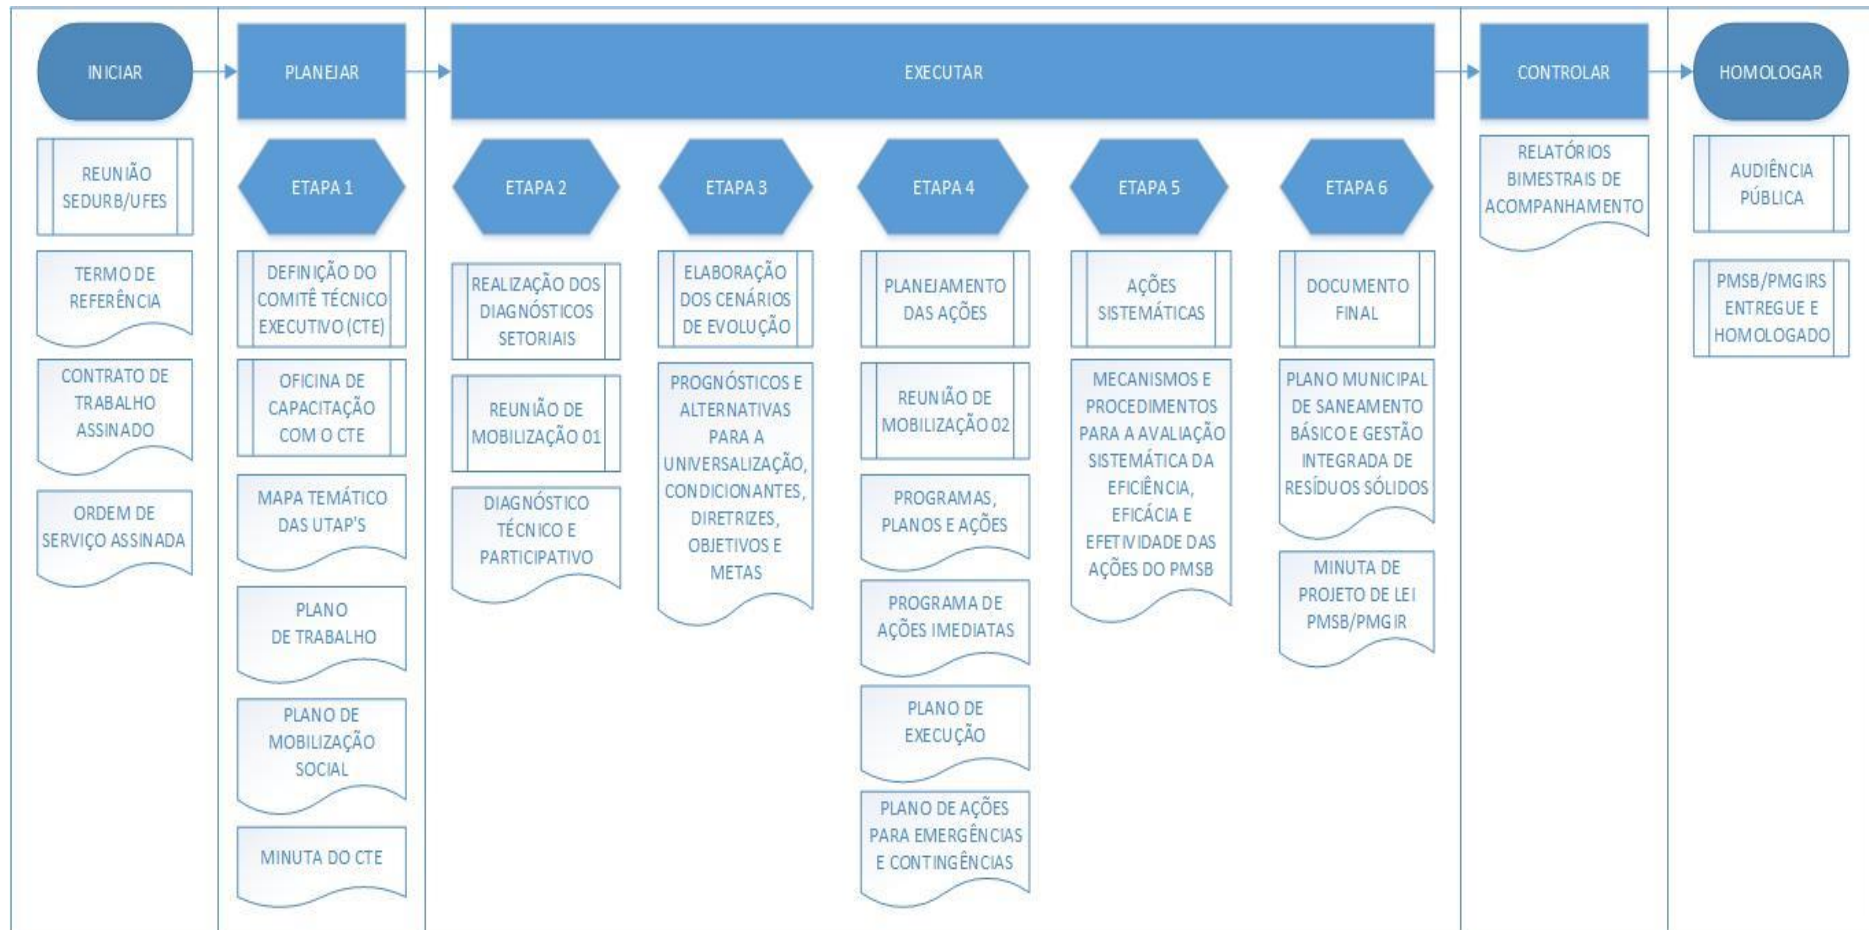 INICIAR
PLANEJAR
EXECUTAR
CONTROLAR
HOMOLOGAR
REUNIÃO
SEDURB/UFES
TERMO DE
REFERÊNCIA
CONTRATO DE
TRABALHO
ASSINADO
ORDEM DE
SERVIÇO ASSINADA
ETAPA 1
DEFINIÇÃO DO
COMITÊ TÉCNICO
EXECUTIVO (CTE)
OFICINA DE
CAPACITAÇÃO
COM O CTE
MAPA TEMÁTICO
DAS UTAP'S
PLANO
DE TRABALHO
PLANO DE
MOBILIZAÇÃO
SOCIAL
MINUTA DO CTE
ETAPA 2
REALIZAÇÃO DOS
DIAGNÓSTICOS
SETORIAIS
REUNIÃO DE
MOBILIZAÇÃO 01
DIAGNÓSTICO
TÉCNICO E
PARTICIPATIVO
ETAPA 3
ELABORAÇÃO
DOS CENÁRIOS
DE EVOLUÇÃO
PROGNÓSTICOS E
ALTERNATIVAS
PARA A
UNIVERSALIZAÇÃO,
CONDICIONANTES,
DIRETRIZES,
OBJETIVOS E
METAS
ETAPA 4
PLANEJAMENTO
DAS AÇÕES
REUNIÃO DE
MOBILIZAÇÃO 02
PROGRAMAS,
PLANOS E AÇÕES
PROGRAMA DE
AÇÕES IMEDIATAS
PLANO DE
EXECUÇÃO
PLANO DE AÇÕES
PARA EMERGÊNCIAS
E CONTINGÊNCIAS
ETAPA 5
AÇÕES
SISTEMÁTICAS
MECANISMOS E
PROCEDIMENTOS
PARA A AVALIAÇÃO
SISTEMÁTICA DA
EFICIÊNCIA,
EFICÁCIA E
EFETIVIDADE DAS
AÇÕES DO PMSB
ETAPA 6
DOCUMENTO
FINAL
PLANO MUNICIPAL
DE SANEAMENTO
BÁSICO E GESTÃO
INTEGRADA DE
RESÍDUOS SÓLIDOS
MINUTA DE
PROJETO DE LEI
PMSB/PMGIR
RELATÓRIOS
BIMESTRAIS DE
ACOMPANHAMENTO
AUDIÊNCIA
PÚBLICA
PMSB/PMGIRS
ENTREGUE E
HOMOLOGADO